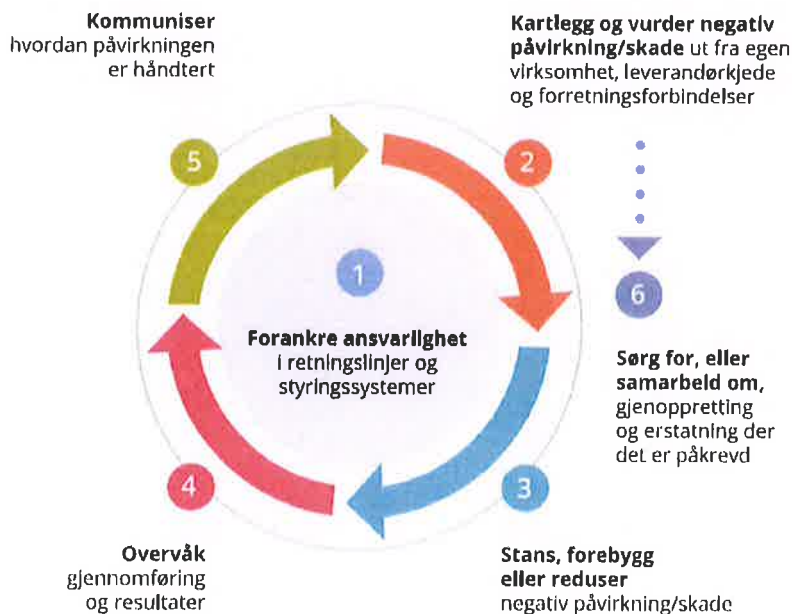 Kommuniser
hvordan påvirkningen
er håndtert
5
Kartlegg og vurder negativ
påvirkning/skade ut fra egen
virksomhet, leverandørkjede
og forretningsforbindelser
2
1
Forankre ansvarlighet
i retningslinjer og
styringssystemer
6
Sørg for, eller
samarbeid om,
gjenoppretting
og erstatning der
det er påkrevd
4
Overvåk
gjennomføring
og resultater
3
Stans, forebygg
eller reduser
negativ påvirkning/skade